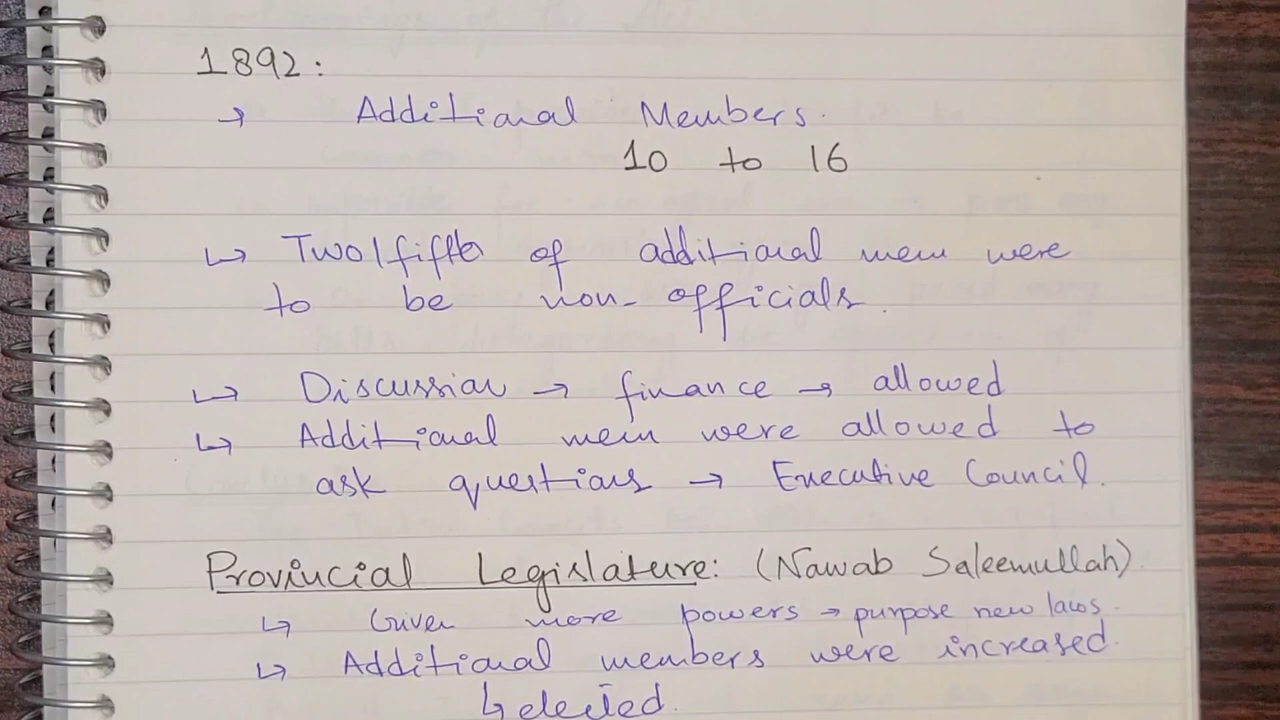 1892:
→ Additional Members.
10 to 16
↳ Two/fifth of additional mem were
to be non-officials.
↳ Discussion → finance → allowed
↳ Additional mem were allowed to
ask questions → Executive Council.
Provincial Legislature: (Nawab Saleemullah)
↳ Given more powers → purpose new laws.
↳ Additional members were increased.
↳ elected.